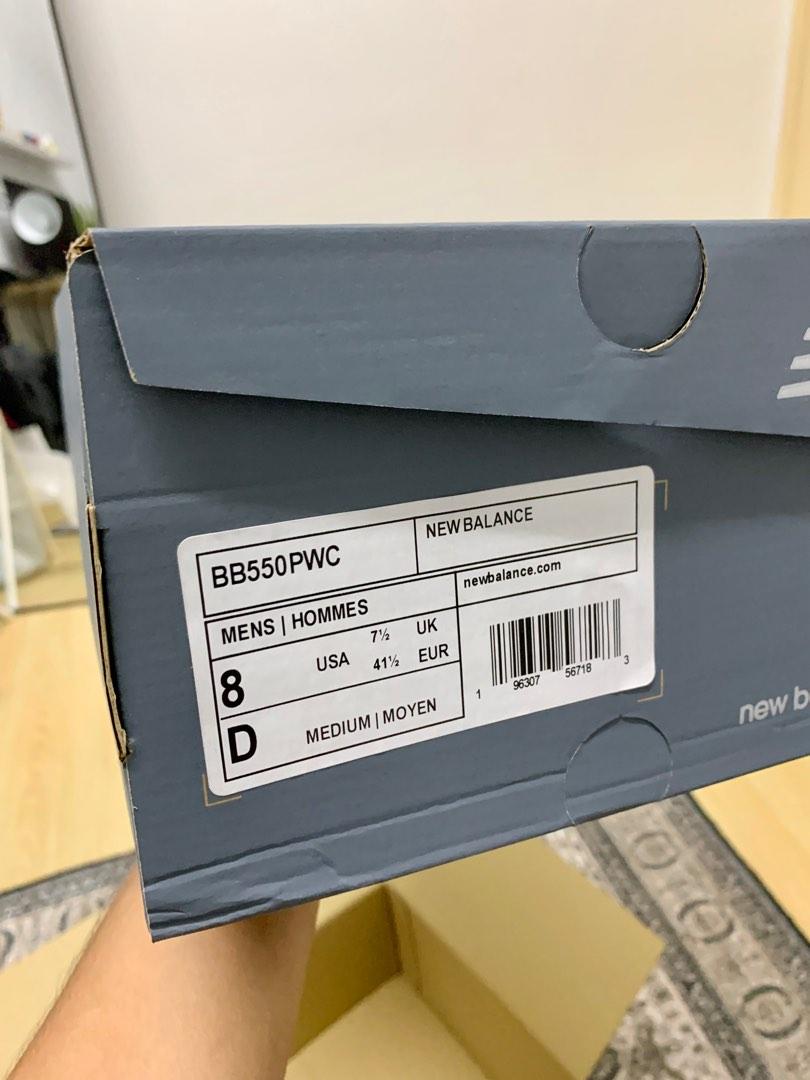 BB550PWC
NEW BALANCE
MENS | HOMMES
newbalance.com
8 USA 7½ UK
41½ EUR
D MEDIUM | MOYEN
1 96307 56718 3
new b